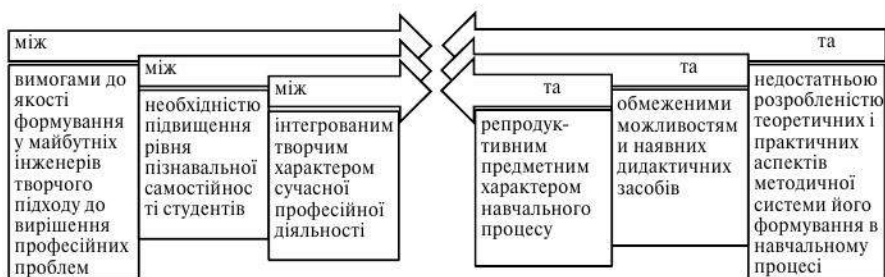 між
вимогами до
якості
формування
у майбутніх
інженерів
творчого
підходу до
вирішення
професійних
проблем
між
необхідністю
підвищення
рівня
пізнавальної
самостійнос
ті студентів
між
інтегрованим
творчим
характером
сучасної
професійної
діяльності
та
репродук-
тивним
предметним
характером
навчального
процесу
та
обмеженими
можливостям
и наявних
дидактичних
засобів
та
недостатньою
розробленістю
теоретичних і
практичних
аспектів
методичної
системи його
формування в
навчальному
процесі